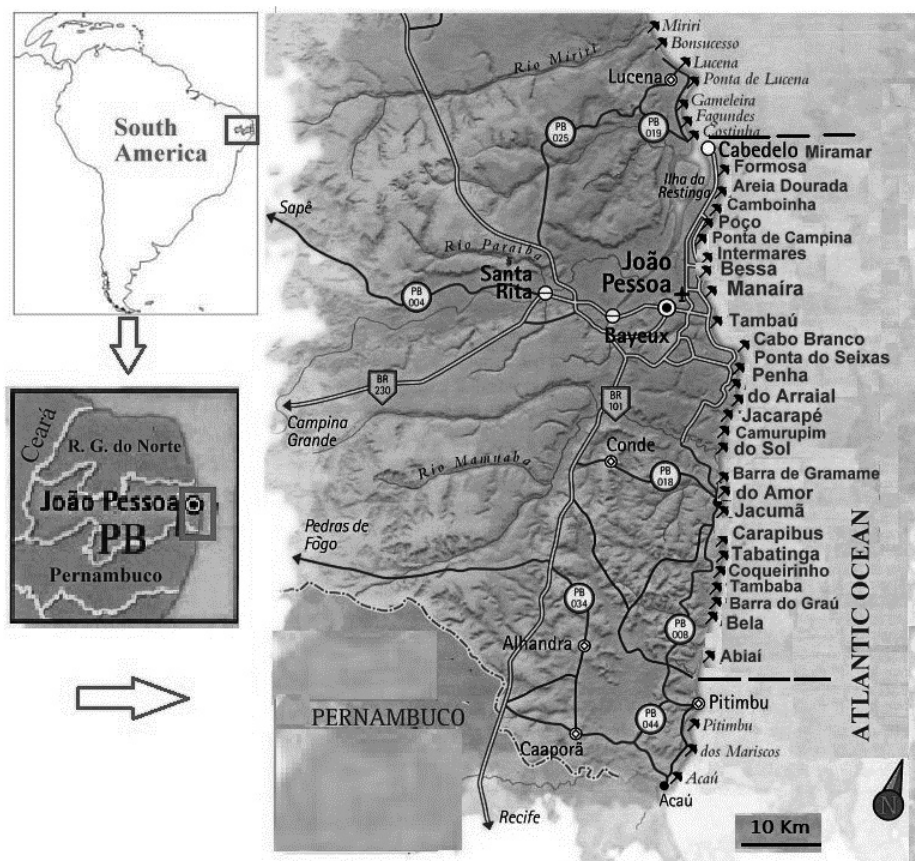 South
America
Ceará
R. G. do Norte
João Pessoa
PB
Pernambuco
Miriri
Bonsucesso
Rio Miriri
Lucena
Lucena
Ponta de Lucena
Gameleira
Fagundes
Costinha
PB
025
PB
019
Cabedelo Miramar
Formosa
Ilha da
Restinga
Areia Dourada
Camboinha
Sapê
Poço
Ponta de Campina
Rio Paraiba
Intermares
João
Pessoa
Bessa
Santa
Rita
Manaíra
PB
004
Tambaú
Bayeux
Cabo Branco
Ponta do Seixas
Penha
BR
230
BR
101
do Arraial
Jacarapé
Campina
Grande
Camurupim
do Sol
Conde
Rio Mamuaba
PB
018
Barra de Gramame
do Amor
Jacumã
Pedras de
Fôgo
Carapibus
Tabatinga
Coqueirinho
Tambaba
PB
034
Barra do Graú
Bela
PB
008
Alhandra
Abiaí
ATLANTIC OCEAN
Pitimbu
PERNAMBUCO
PB
044
Pitimbu
Caaporã
dos Mariscos
Acaú
Acaú
Recife
N
10 Km